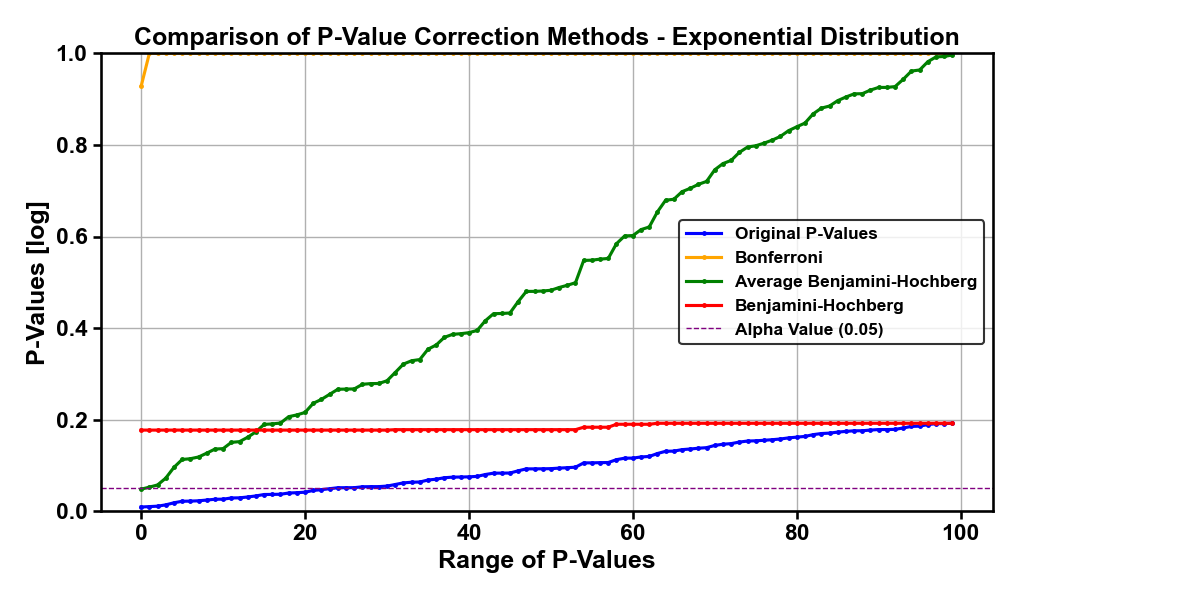 Comparison of P-Value Correction Methods - Exponential Distribution
1.0
0.8
0.6
0.4
0.2
0.0
P-Values [log]
Original P-Values
Bonferroni
Average Benjamini-Hochberg
Benjamini-Hochberg
Alpha Value (0.05)
0 20 40 60 80 100
Range of P-Values